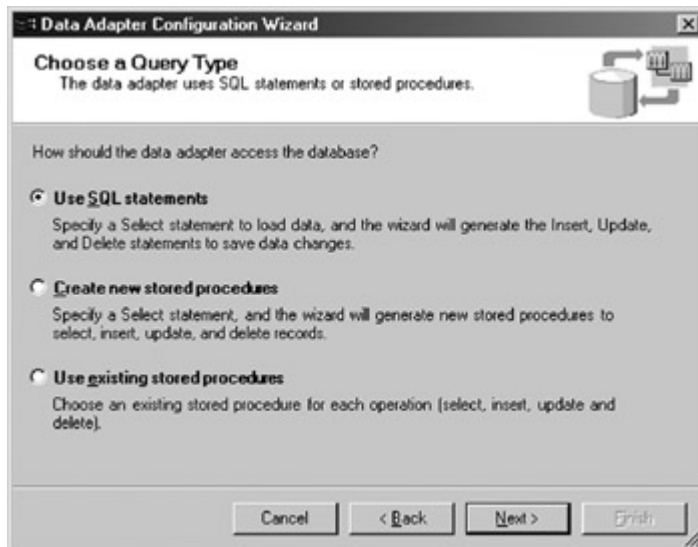 Data Adapter Configuration Wizard
Choose a Query Type
The data adapter uses SQL statements or stored procedures.
How should the data adapter access the database?
Use SQL statements
Specify a Select statement to load data, and the wizard will generate the Insert, Update,
and Delete statements to save data changes.
Create new stored procedures
Specify a Select statement, and the wizard will generate new stored procedures to
select, insert, update, and delete records.
Use existing stored procedures
Choose an existing stored procedure for each operation (select, insert, update and
delete).
Cancel
< Back
Next >
Finish